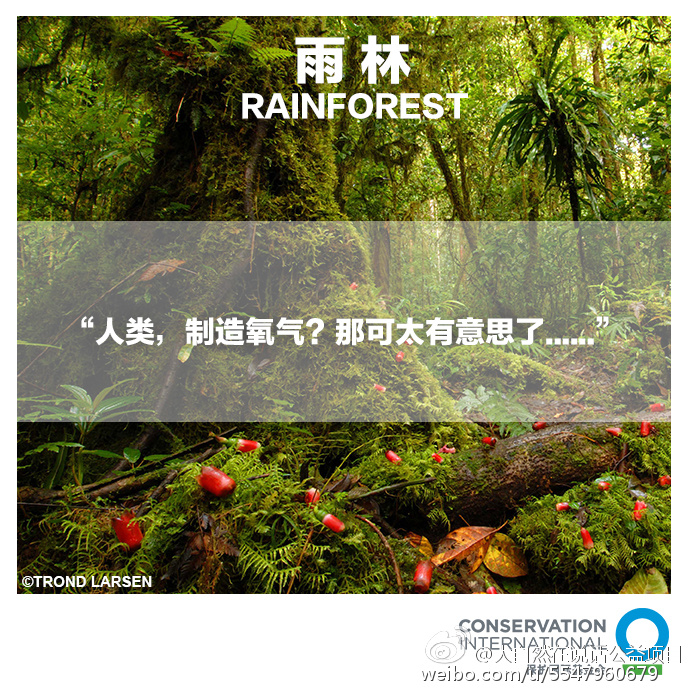 雨林
RAINFOREST
“人类，制造氧气？那可太有意思了……”
©TROND LARSEN
CONSERVATION
INTERNATIONAL
@大自然在说话公益项目
weibo.com/u/5547960679